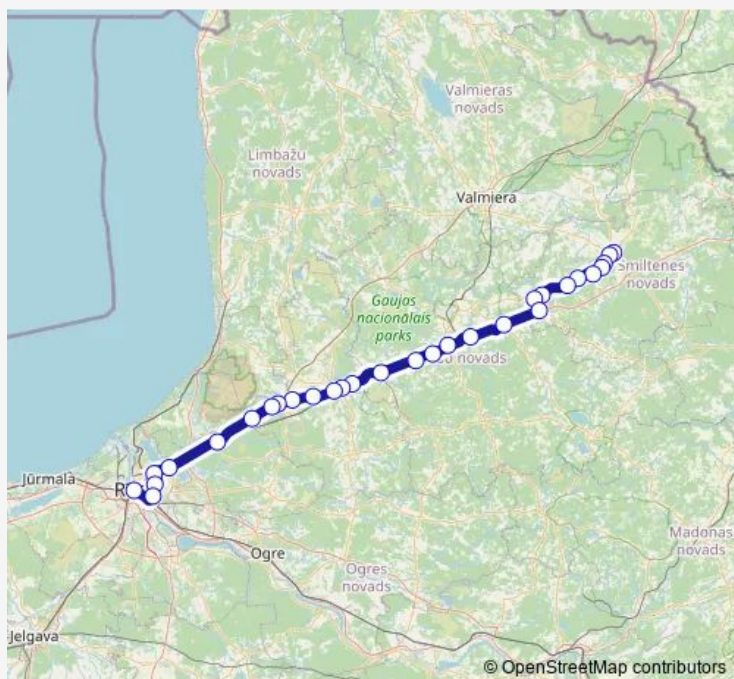 Valmieras
novads
Limbažu
novads
Valmiera
Smiltenes
novads
Gaujas
nacionālais
parks
novads
Jūrmala
Ogre
Madonas
novads
Ogres
novads
Jelgava
© OpenStreetMap contributors